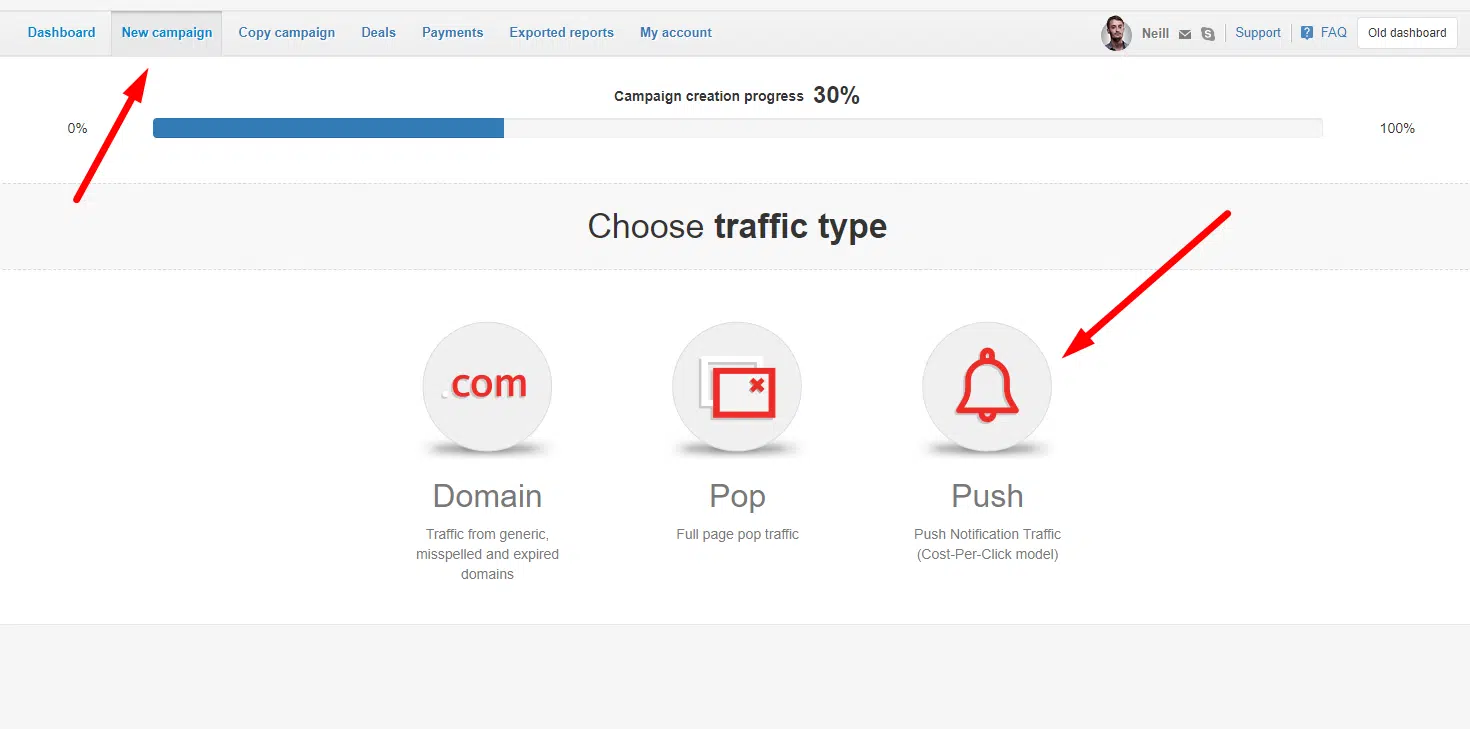 Dashboard New campaign Copy campaign Deals Payments Exported reports My account Neill Support FAQ Old dashboard
Campaign creation progress 30%
0% 100%
Choose traffic type
.com
Domain Pop Push
Traffic from generic, Full page pop traffic Push Notification Traffic
misspelled and expired (Cost-Per-Click model)
domains